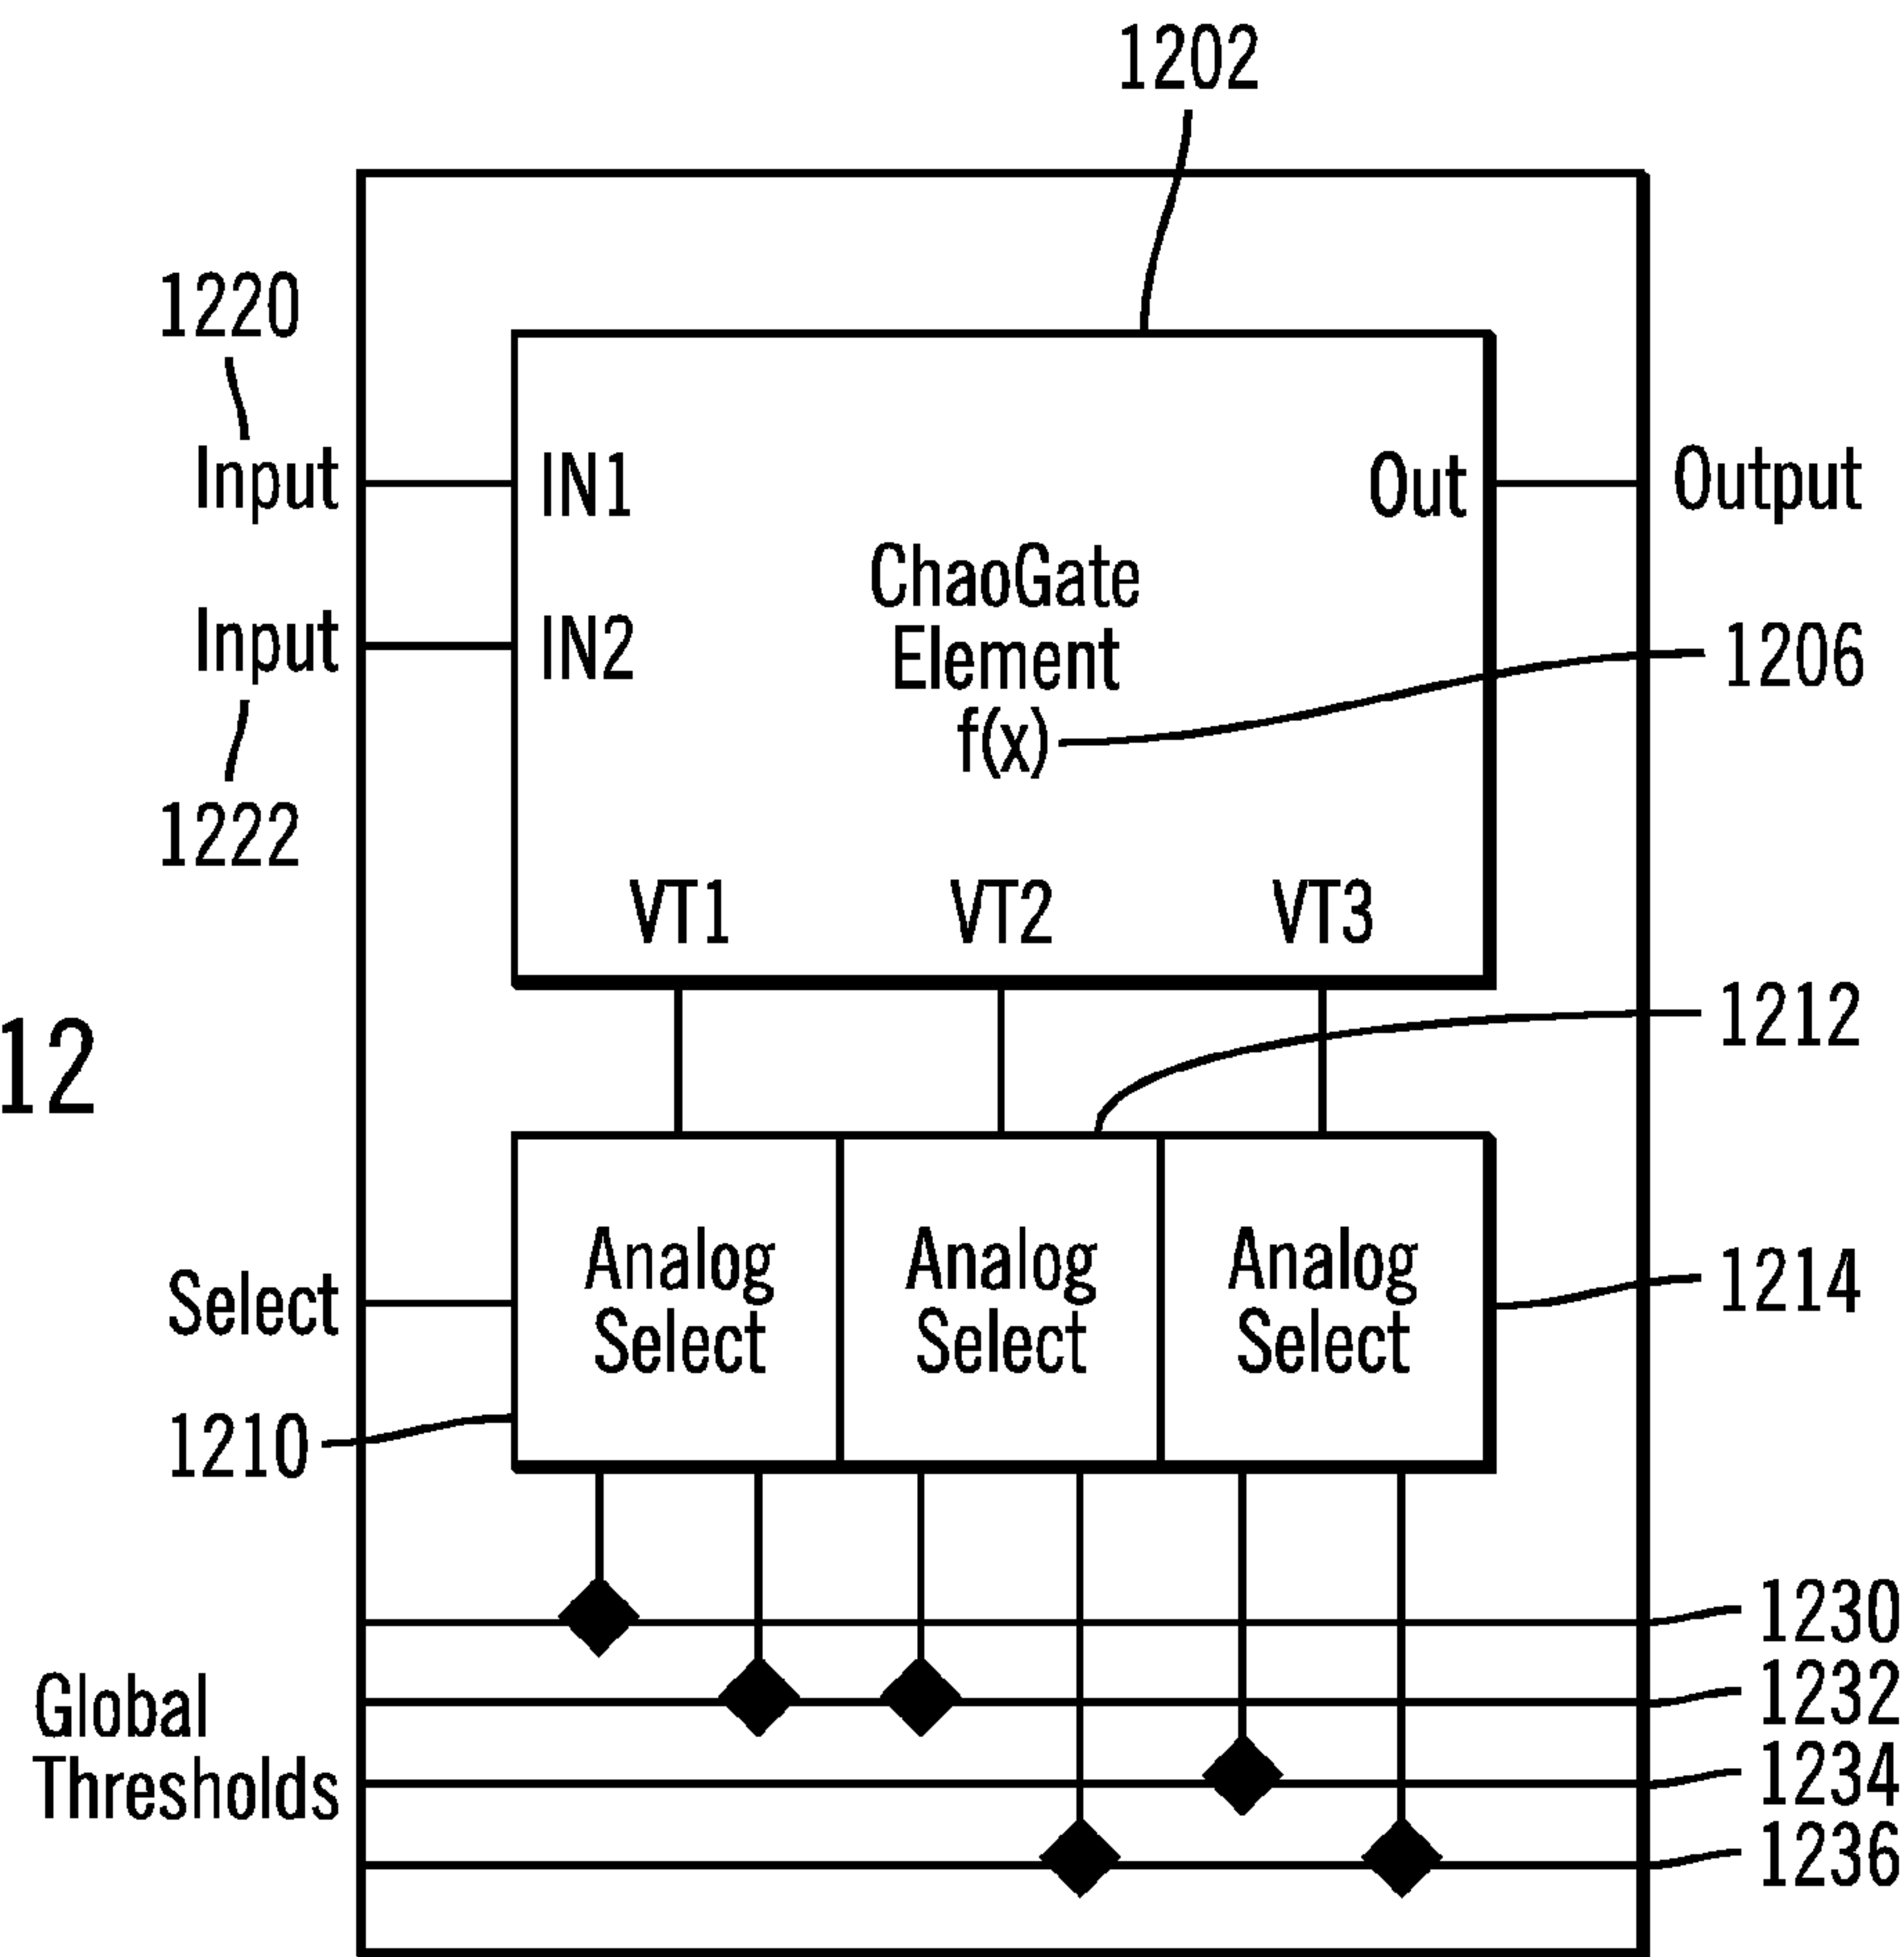 1202
1220
Input
IN1
Out
Output
ChaoGate
Element
f(x)
Input
IN2
1206
1222
VT1
VT2
VT3
12
1212
Select
Analog
Select
Analog
Select
Analog
Select
1214
1210
Global
Thresholds
1230
1232
1234
1236